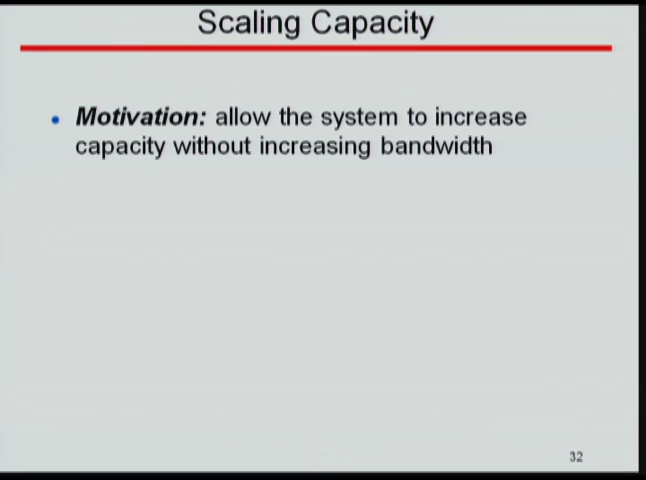 Scaling Capacity
• Motivation: allow the system to increase
capacity without increasing bandwidth
32